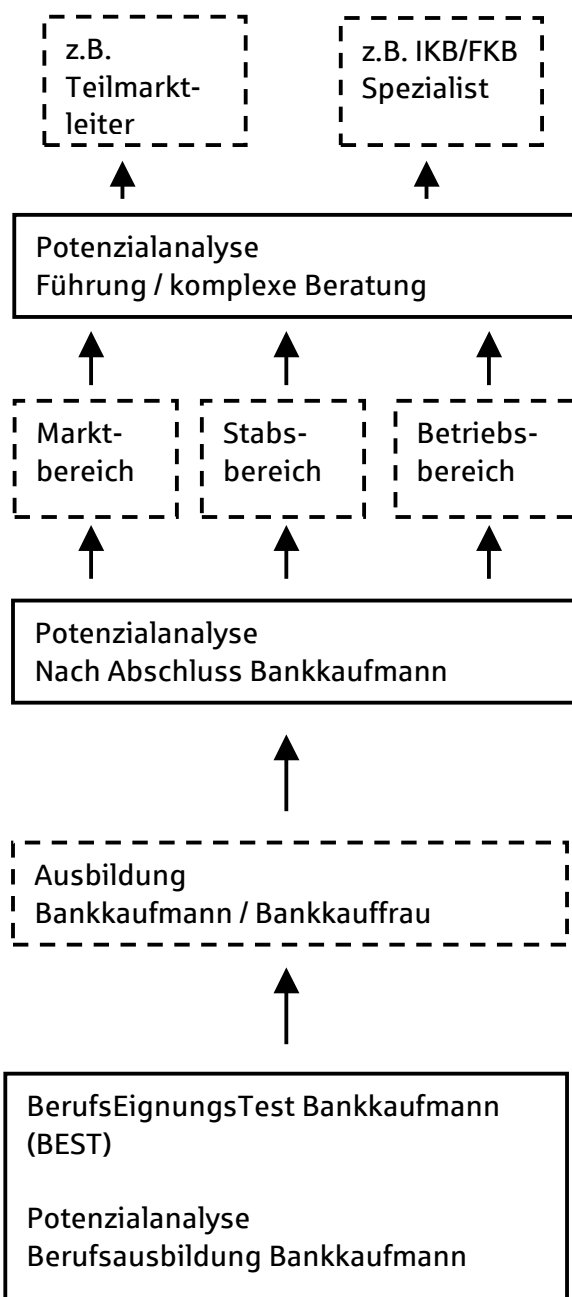 z.B.
Teilmarkt-
leiter
z.B. IKB/FKB
Spezialist
Potenzialanalyse
Führung / komplexe Beratung
Markt-
bereich
Stabs-
bereich
Betriebs-
bereich
Potenzialanalyse
Nach Abschluss Bankkaufmann
Ausbildung
Bankkaufmann / Bankkauffrau
BerufsEignungsTest Bankkaufmann
(BEST)
Potenzialanalyse
Berufsausbildung Bankkaufmann